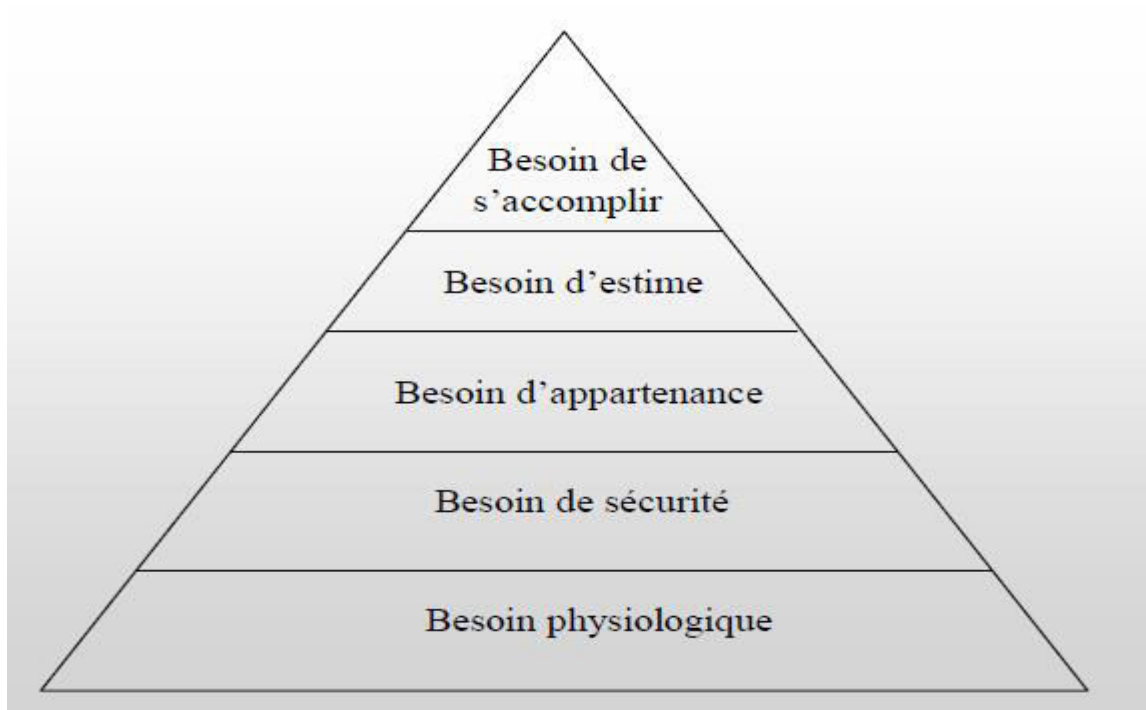 Besoin de
s’accomplir
Besoin d’estime
Besoin d’appartenance
Besoin de sécurité
Besoin physiologique